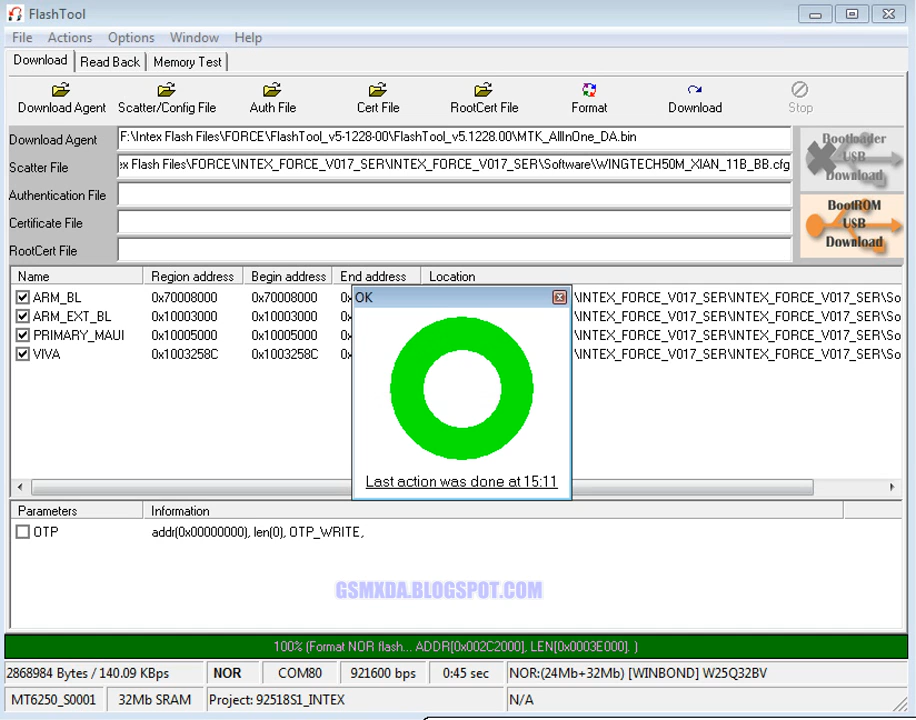 FlashTool
File Actions Options Window Help
Download Read Back Memory Test
Download Agent Scatter/Config File Auth File Cert File RootCert File Format Download Stop
Download Agent F:\Intex Flash Files\FORCE\FlashTool_v5-1228-00\FlashTool_v5.1228.00\MTK_AllInOne_DA.bin
Scatter File ex Flash Files\FORCE\INTEX_FORCE_V017_SER\INTEX_FORCE_V017_SER\Software\WINGTECH50M_XIAN_11B_BB.cfg
Authentication File
Certificate File
RootCert File
Bootloader
USB
Download
BootROM
USB
Download
Name Region address Begin address End address Location
ARM_BL 0x70008000 0x70008000 0x \INTEX_FORCE_V017_SER\INTEX_FORCE_V017_SER\So
ARM_EXT_BL 0x10003000 0x10003000 0x \INTEX_FORCE_V017_SER\INTEX_FORCE_V017_SER\So
PRIMARY_MAUI 0x10005000 0x10005000 0x \INTEX_FORCE_V017_SER\INTEX_FORCE_V017_SER\So
VIVA 0x1003258C 0x1003258C 0x \INTEX_FORCE_V017_SER\INTEX_FORCE_V017_SER\So
OK
Last action was done at 15:11
Parameters Information
OTP addr(0x00000000), len(0), OTP_WRITE,
GSMXDA.BLOGSPOT.COM
100% (Format NOR flash... ADDR[0x002C2000], LEN[0x0003E000]. )
2868984 Bytes / 140.09 KBps NOR COM80 921600 bps 0:45 sec NOR:(24Mb+32Mb) [WINBOND] W25Q32BV
MT6250_S0001 32Mb SRAM Project: 92518S1_INTEX N/A